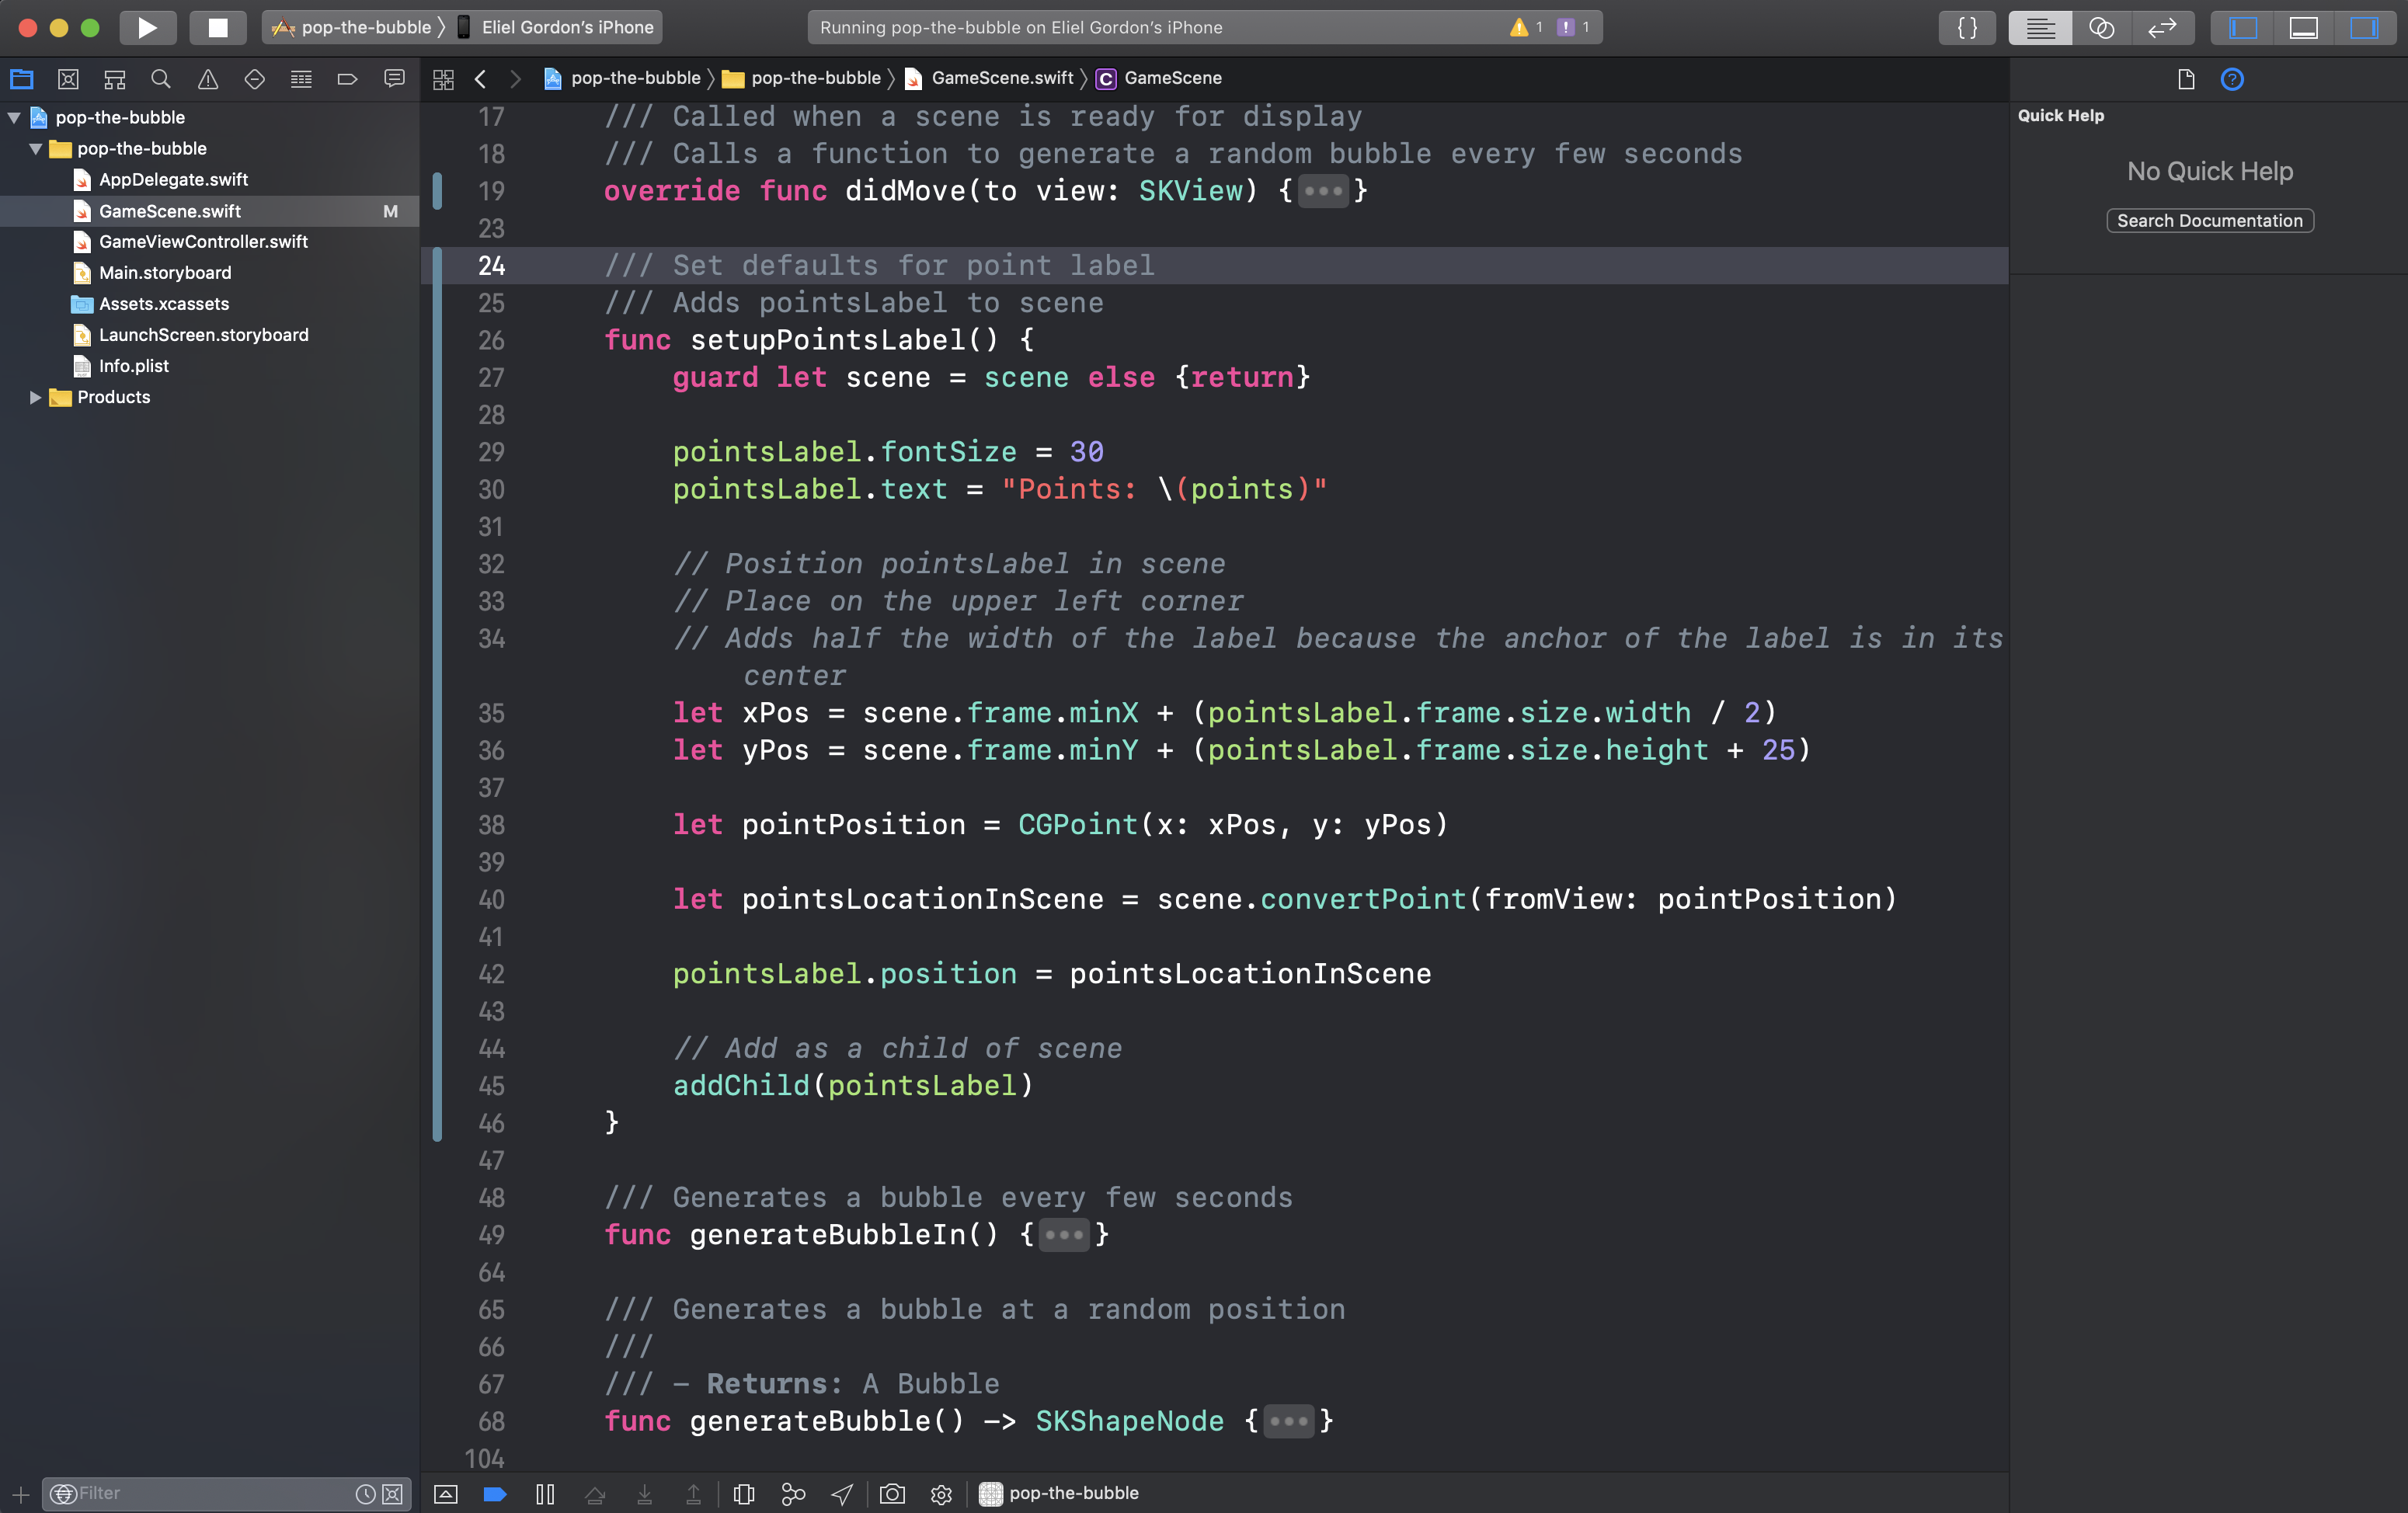 pop-the-bubble 〉 Eliel Gordon’s iPhone
Running pop-the-bubble on Eliel Gordon’s iPhone
1
1
{ }
pop-the-bubble 〉 pop-the-bubble 〉 GameScene.swift 〉 C GameScene
pop-the-bubble
pop-the-bubble
AppDelegate.swift
GameScene.swift M
GameViewController.swift
Main.storyboard
Assets.xcassets
LaunchScreen.storyboard
Info.plist
Products
Filter
17 /// Called when a scene is ready for display
18 /// Calls a function to generate a random bubble every few seconds
19 override func didMove(to view: SKView) {•••}
23
24 /// Set defaults for point label
25 /// Adds pointsLabel to scene
26 func setupPointsLabel() {
27 guard let scene = scene else {return}
28
29 pointsLabel.fontSize = 30
30 pointsLabel.text = "Points: \(points)"
31
32 // Position pointsLabel in scene
33 // Place on the upper left corner
34 // Adds half the width of the label because the anchor of the label is in its
center
35 let xPos = scene.frame.minX + (pointsLabel.frame.size.width / 2)
36 let yPos = scene.frame.minY + (pointsLabel.frame.size.height + 25)
37
38 let pointPosition = CGPoint(x: xPos, y: yPos)
39
40 let pointsLocationInScene = scene.convertPoint(fromView: pointPosition)
41
42 pointsLabel.position = pointsLocationInScene
43
44 // Add as a child of scene
45 addChild(pointsLabel)
46 }
47
48 /// Generates a bubble every few seconds
49 func generateBubbleIn() {•••}
64
65 /// Generates a bubble at a random position
66 ///
67 /// – Returns: A Bubble
68 func generateBubble() –> SKShapeNode {•••}
104
pop-the-bubble
Quick Help
No Quick Help
Search Documentation